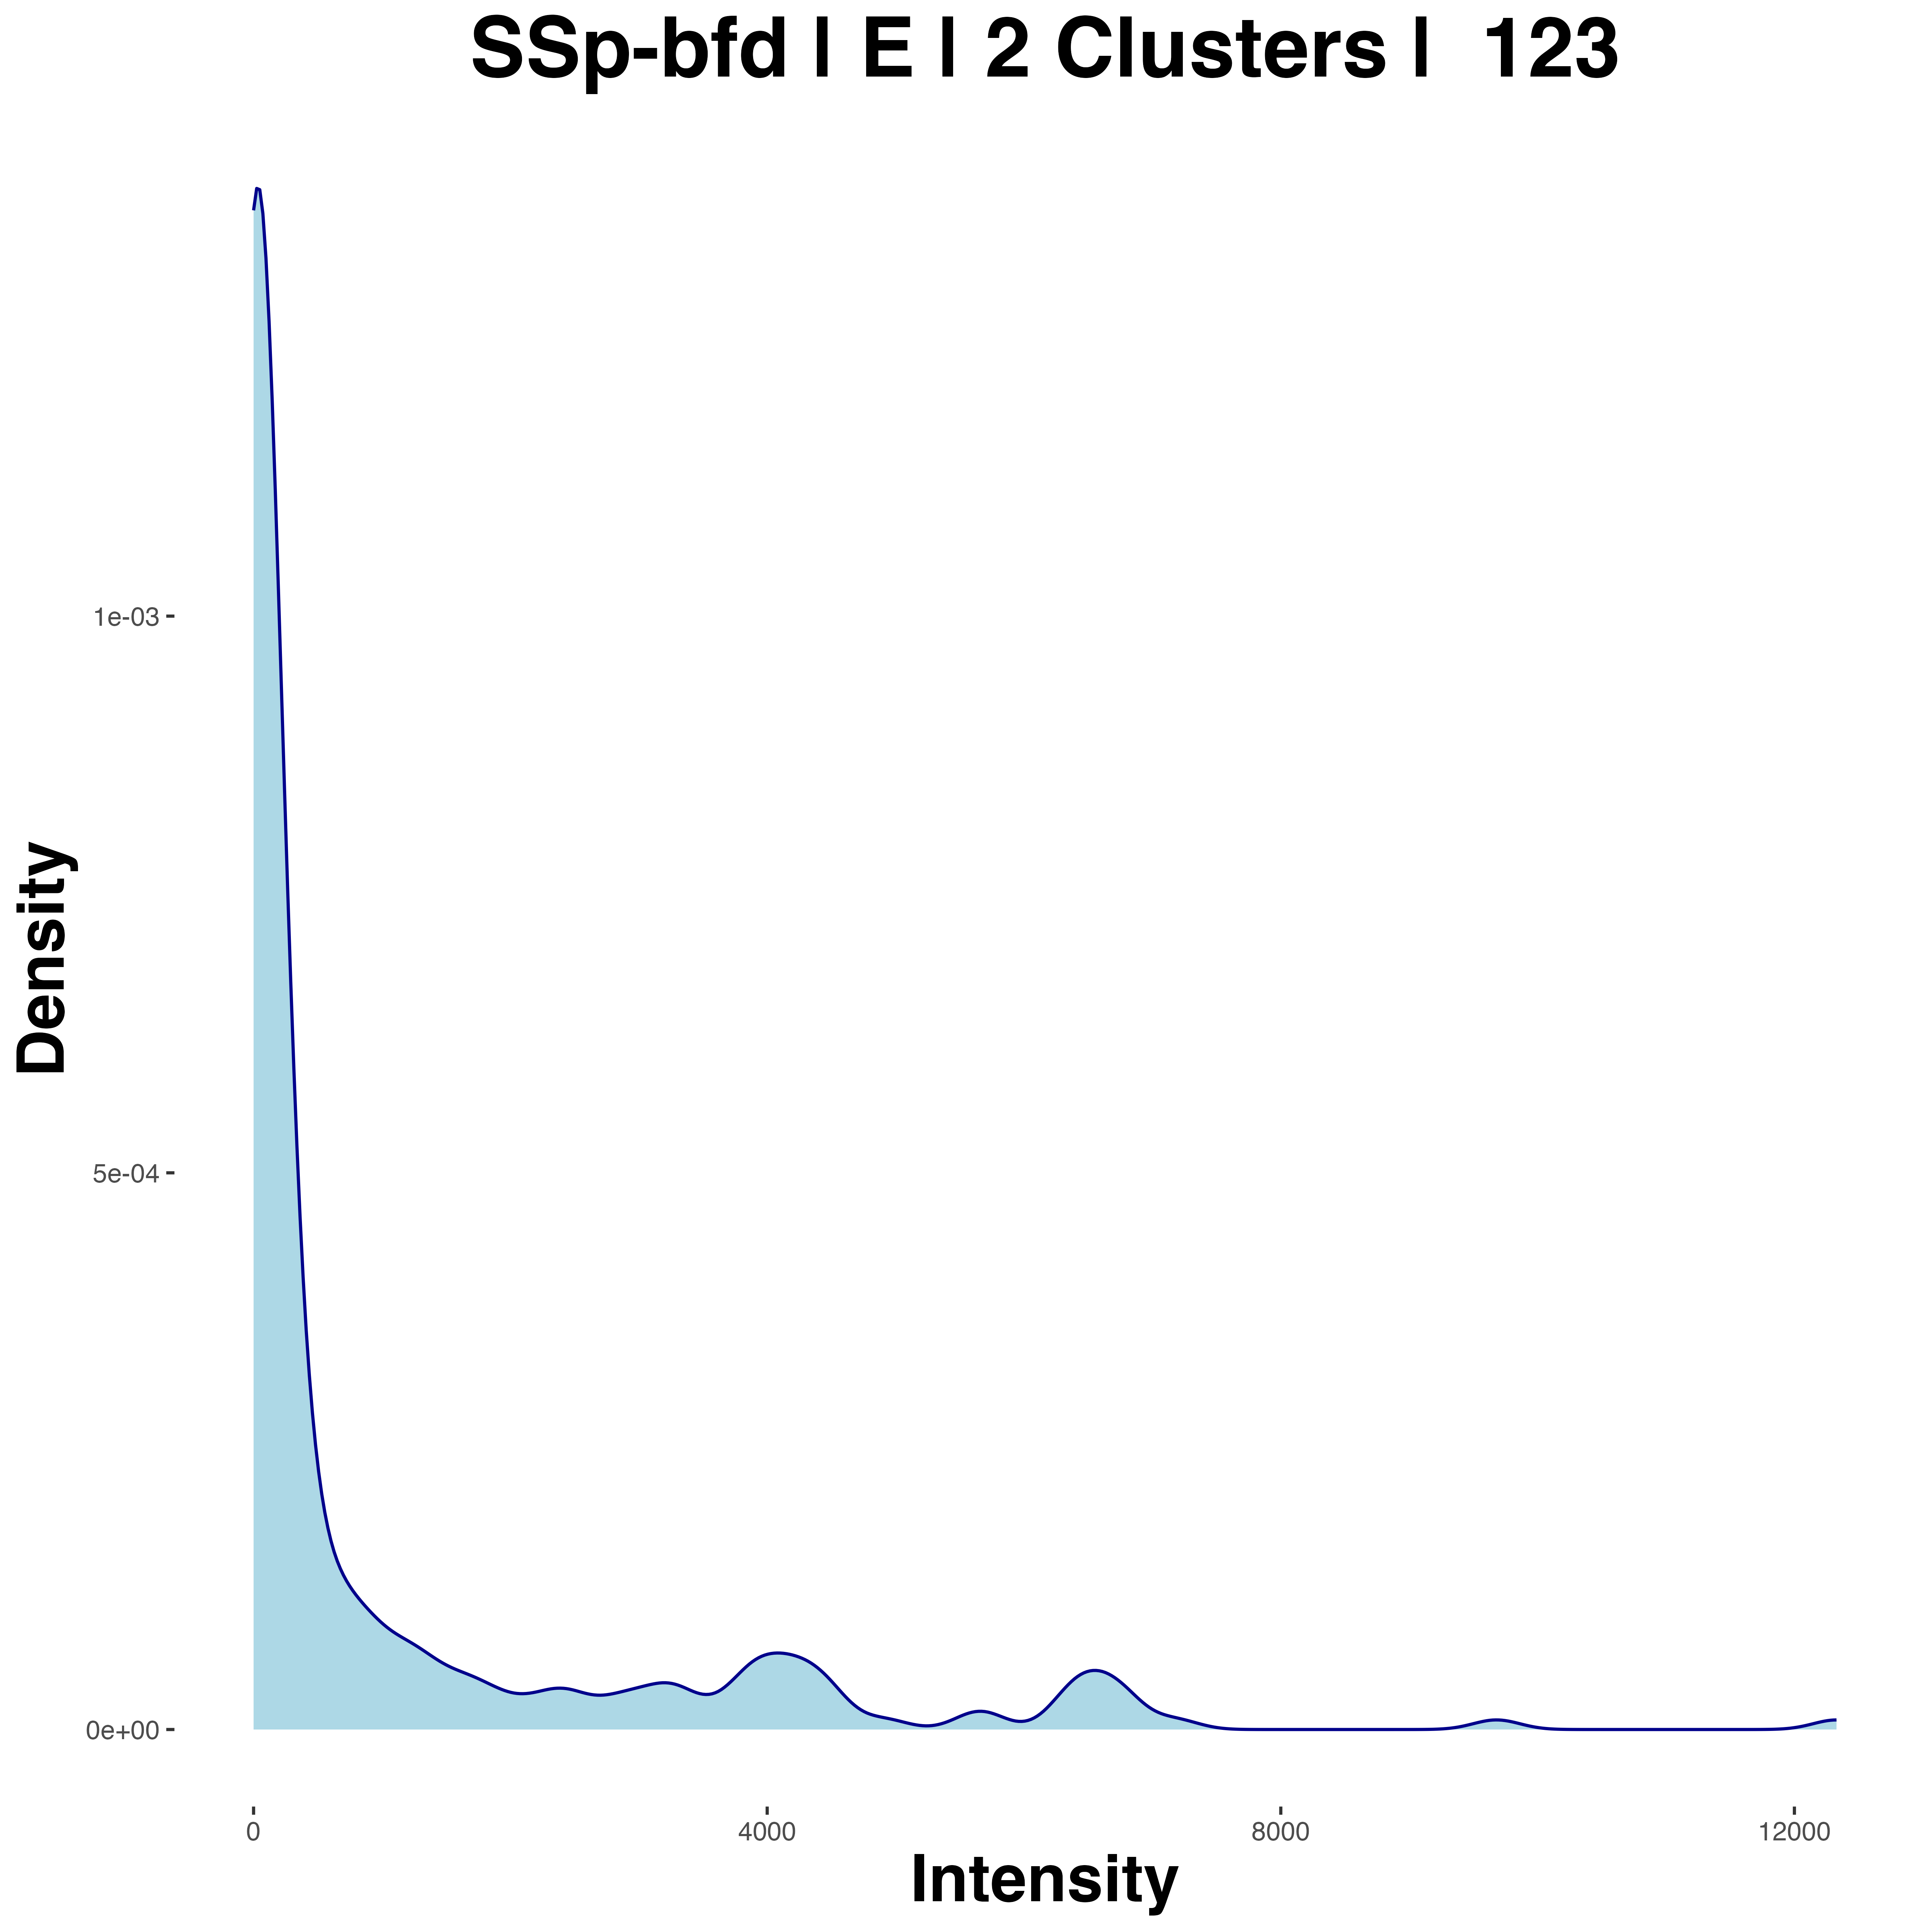 SSp-bfd | E | 2 Clusters |  123
Density
1e-03
5e-04
0e+00
0 4000 8000 12000
Intensity